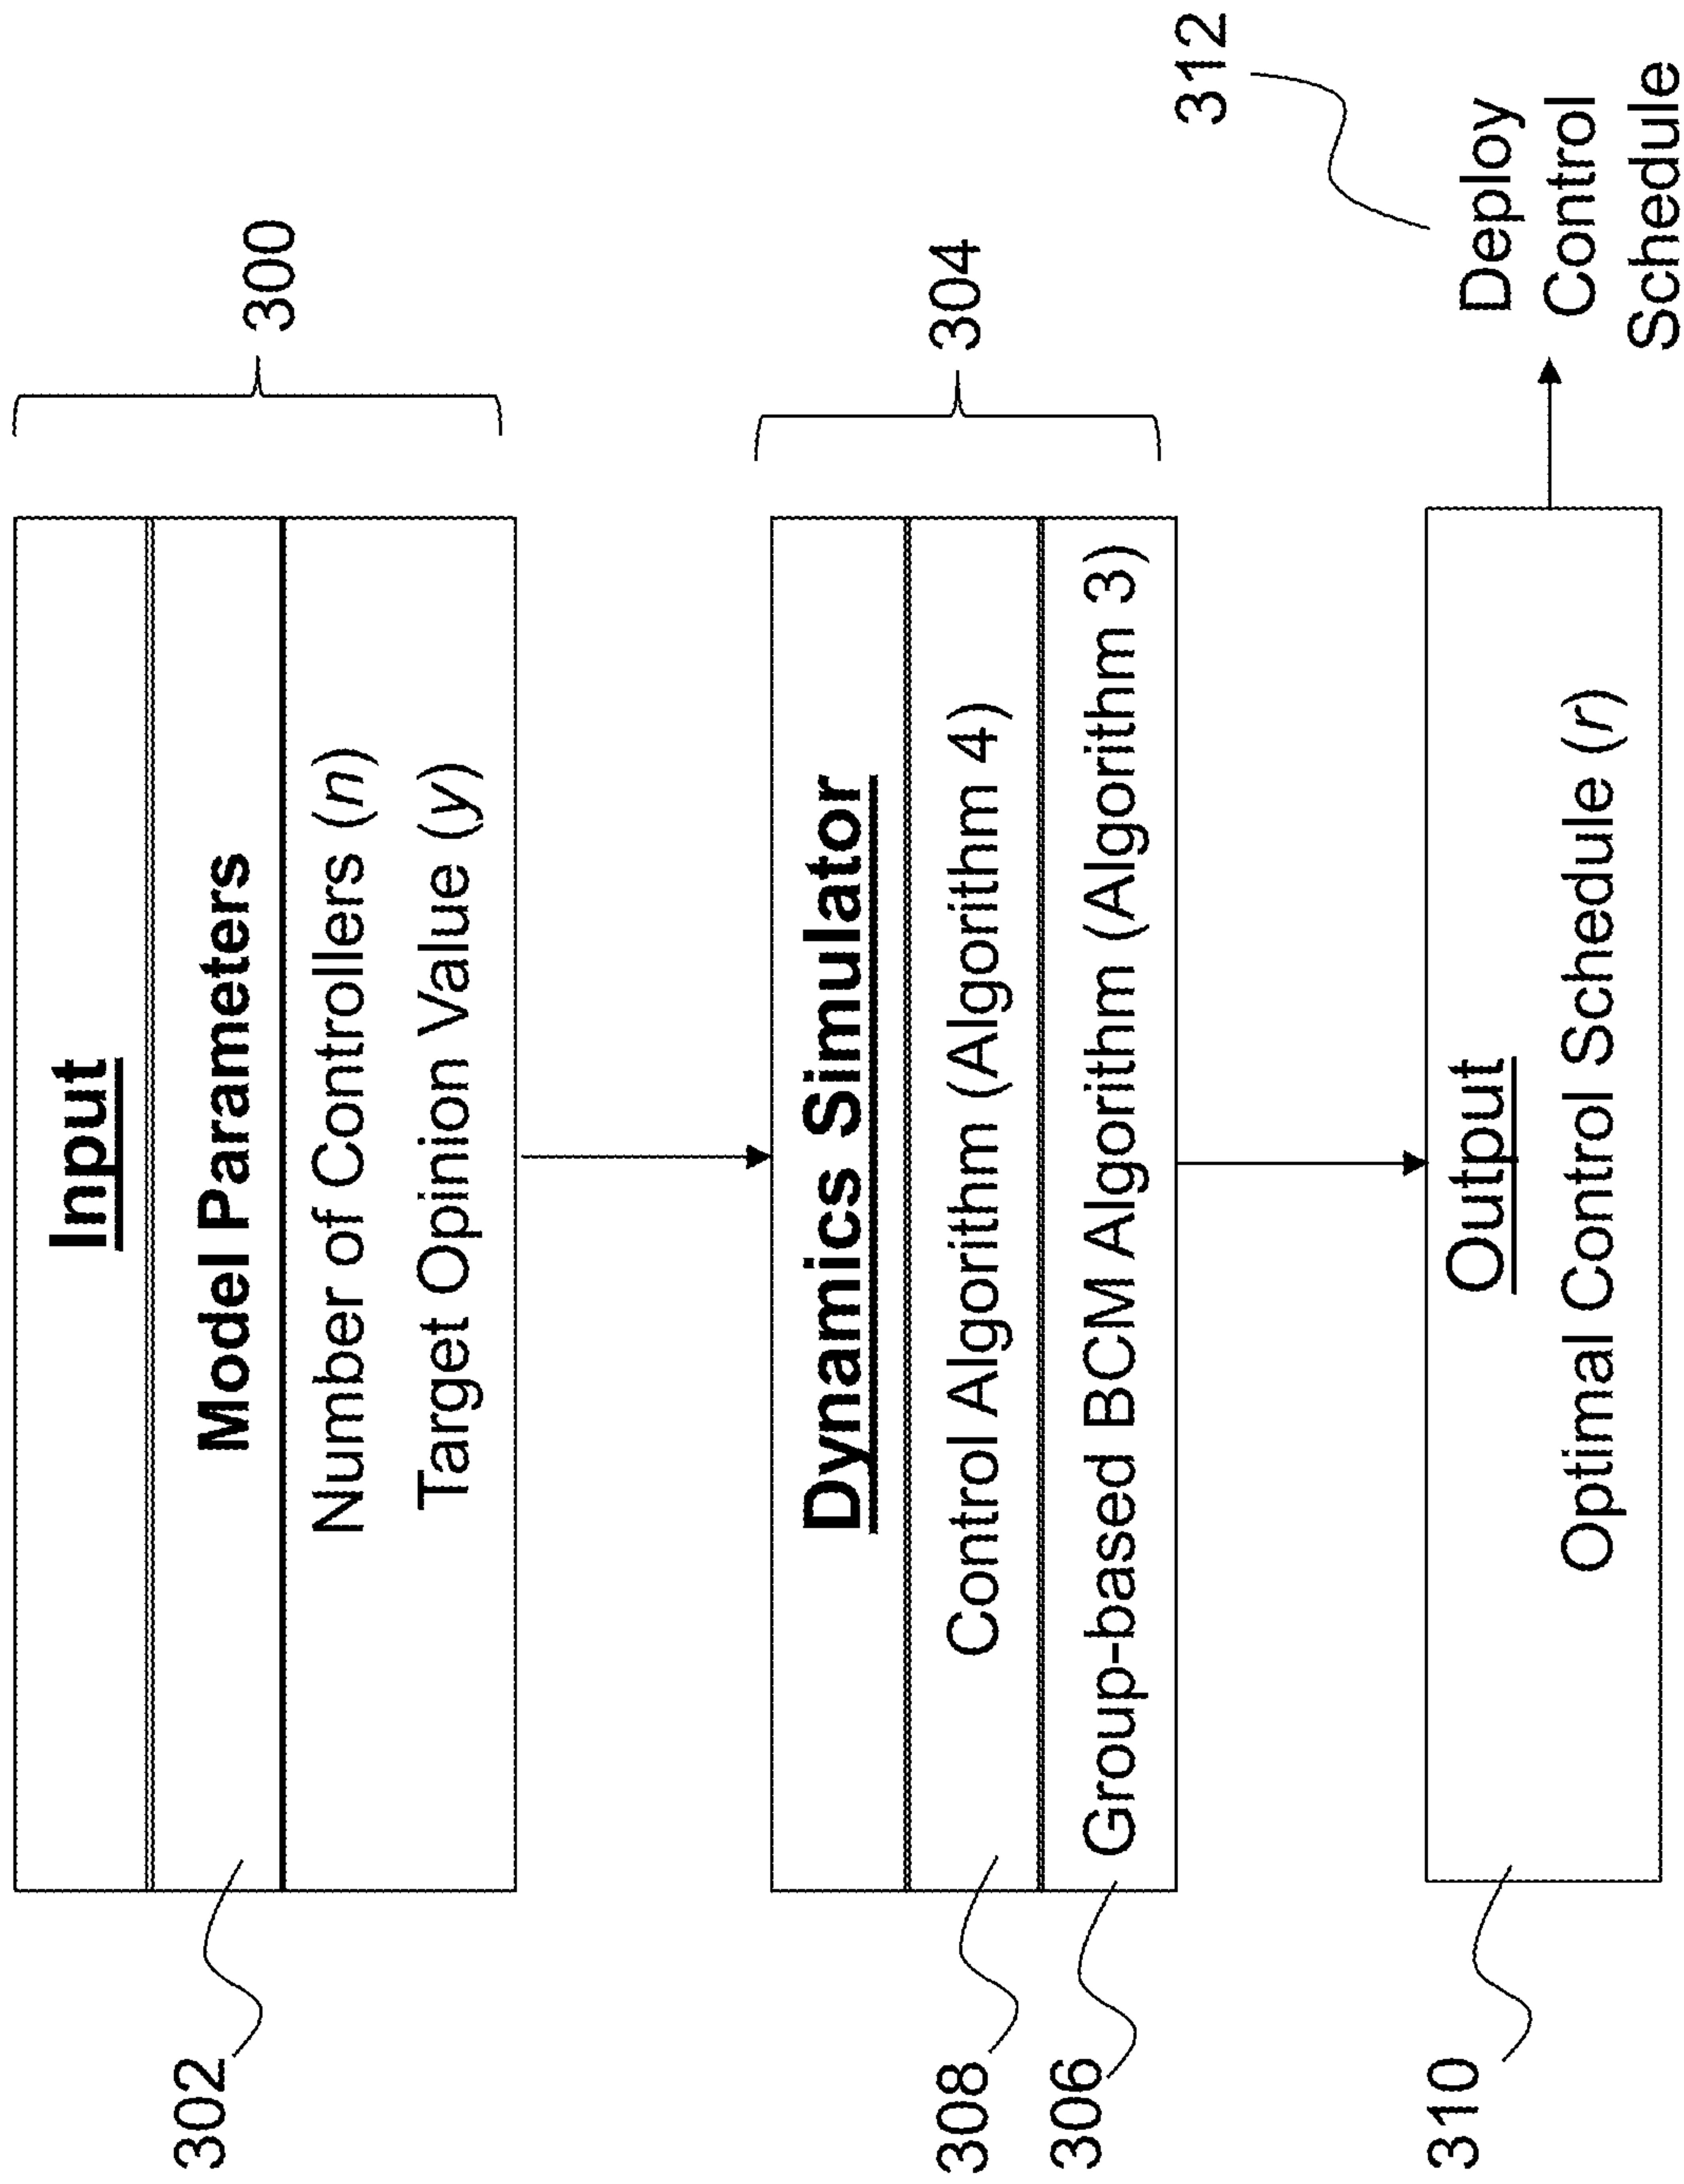 Input
300
302
Model Parameters
Number of Controllers (n)
Target Opinion Value (y)
Dynamics Simulator
304
308
Control Algorithm (Algorithm 4)
306
Group-based BCM Algorithm (Algorithm 3)
310
Output
Optimal Control Schedule (r)
312
Deploy
Control
Schedule